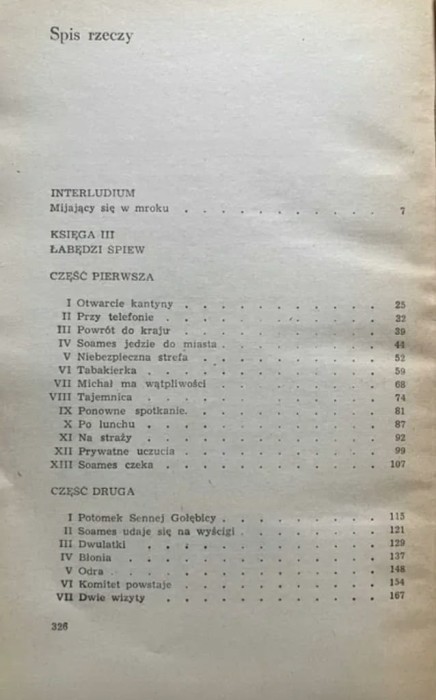 Spis rzeczy
INTERLUDIUM
Mijający się w mroku . . . . . . . . . . 7
KSIĘGA III
ŁABĘDZI ŚPIEW
CZĘŚĆ PIERWSZA
I Otwarcie kantyny . . . . . . . . . . 25
II Przy telefonie . . . . . . . . . . 32
III Powrót do kraju . . . . . . . . . . 39
IV Soames jedzie do miasta . . . . . . . . 44
V Niebezpieczna strefa . . . . . . . . . 52
VI Tabakierka . . . . . . . . . . . 59
VII Michał ma wątpliwości . . . . . . . . 68
VIII Tajemnica . . . . . . . . . . . 74
IX Ponowne spotkanie . . . . . . . . . 81
X Po lunchu . . . . . . . . . . . 87
XI Na straży . . . . . . . . . . . 92
XII Prywatne uczucia . . . . . . . . . 99
XIII Soames czeka . . . . . . . . . . 107
CZĘŚĆ DRUGA
I Potomek Sennej Gołębicy . . . . . . . 115
II Soames udaje się na wyścigi . . . . . . . 121
III Dwulatki . . . . . . . . . . . 129
IV Błonia . . . . . . . . . . . . 137
V Odra . . . . . . . . . . . . 148
VI Komitet powstaje . . . . . . . . . 154
VII Dwie wizyty . . . . . . . . . . 167
326